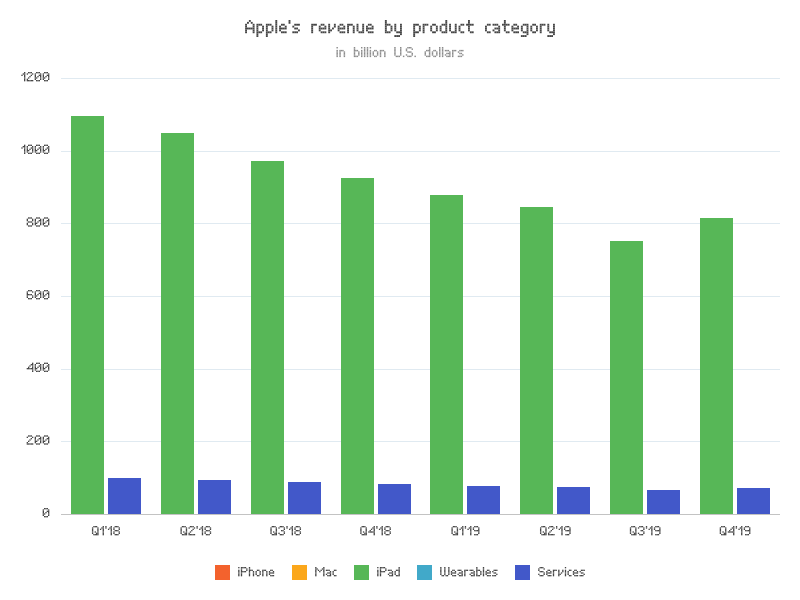 Apple's revenue by product category
in billion U.S. dollars
1200
1000
800
600
400
200
0
Q1'18 Q2'18 Q3'18 Q4'18 Q1'19 Q2'19 Q3'19 Q4'19
iPhone Mac iPad Wearables Services